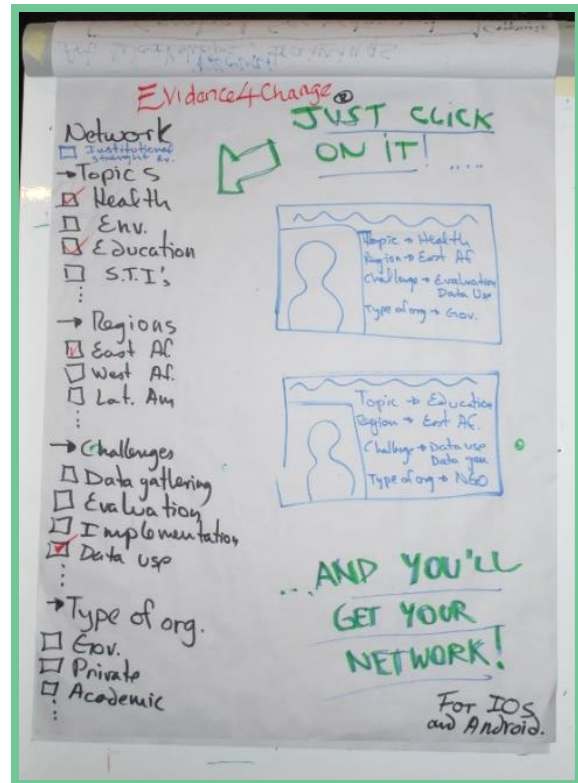 Evidence4Change
Network
Institutional
→Topics
Health
Env.
Education
S.T.I's
→ Regions
East Af.
West Af.
Lat. Am
→ Challenges
Data gathering
Evaluation
Implementation
Data use
→Type of org.
Gov.
Private
Academic
JUST CLICK
ON IT! .....
Topic → Health
Region → East Af.
Challenge → Evaluation
Data Use
Type of org → Gov.
Topic → Education
Region → East Af.
Challenge → Data use
Type of org → NGO
...AND YOU'LL
GET YOUR
NETWORK!
For IOS
and Android.